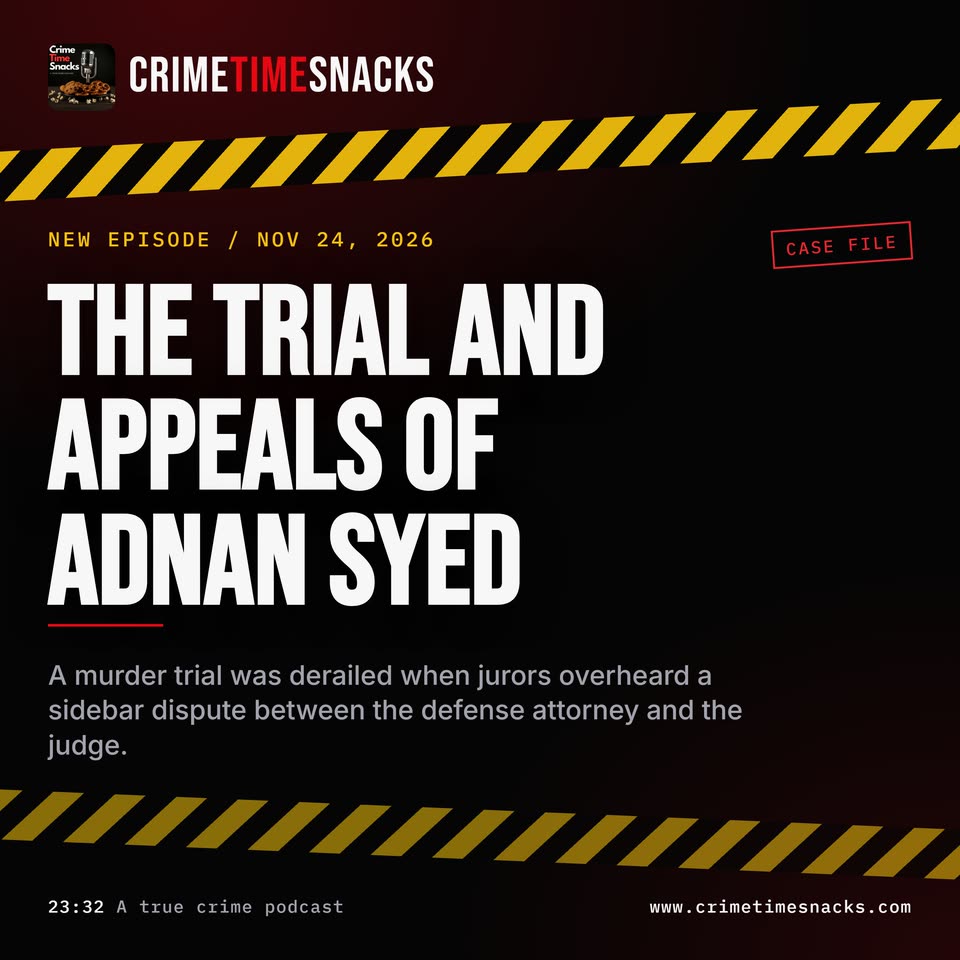 Crime
Time
Snacks
CRIMETIMESNACKS
NEW EPISODE / NOV 24, 2026
CASE FILE
THE TRIAL AND
APPEALS OF
ADNAN SYED
A murder trial was derailed when jurors overheard a
sidebar dispute between the defense attorney and the
judge.
23:32 A true crime podcast
www.crimetimesnacks.com